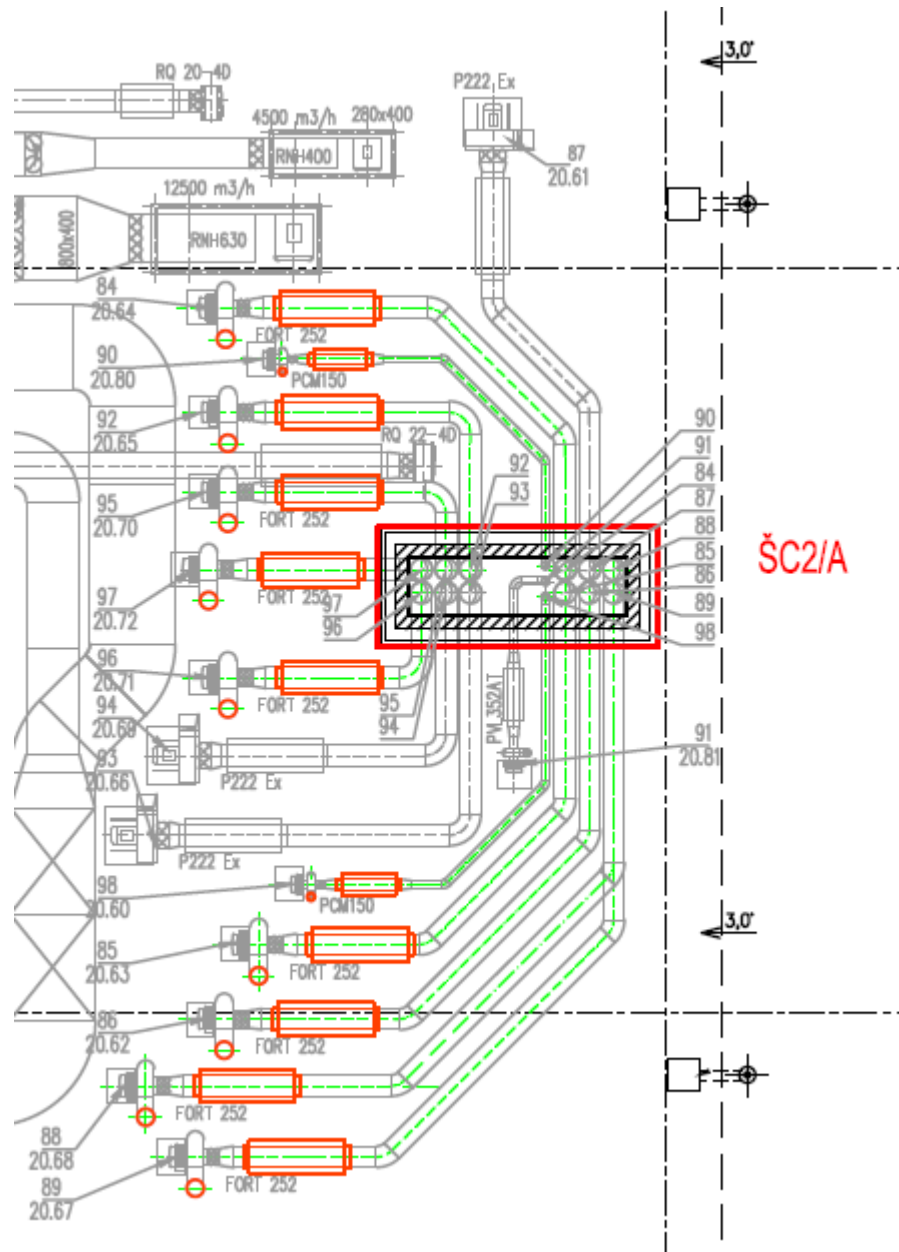 3,0°
RQ 20-4D
P222 Ex
4500 m3/h
280x400
RNH400
87
20.61
12500 m3/h
RNH630
800x400
84
20.64
FORT 252
90
20.80
PCM150
92
20.65
RQ 22-4D
90
91
84
87
88
85
86
89
98
92
93
95
20.70
FORT 252
ŠC2/A
97
20.72
FORT 252
97
96
96
20.71
FORT 252
95
94
PM 352AT
94
20.69
P222 Ex
91
20.81
93
20.66
P222 Ex
98
20.60
PCM150
3,0°
85
20.63
FORT 252
86
20.62
FORT 252
88
20.68
FORT 252
89
20.67
FORT 252